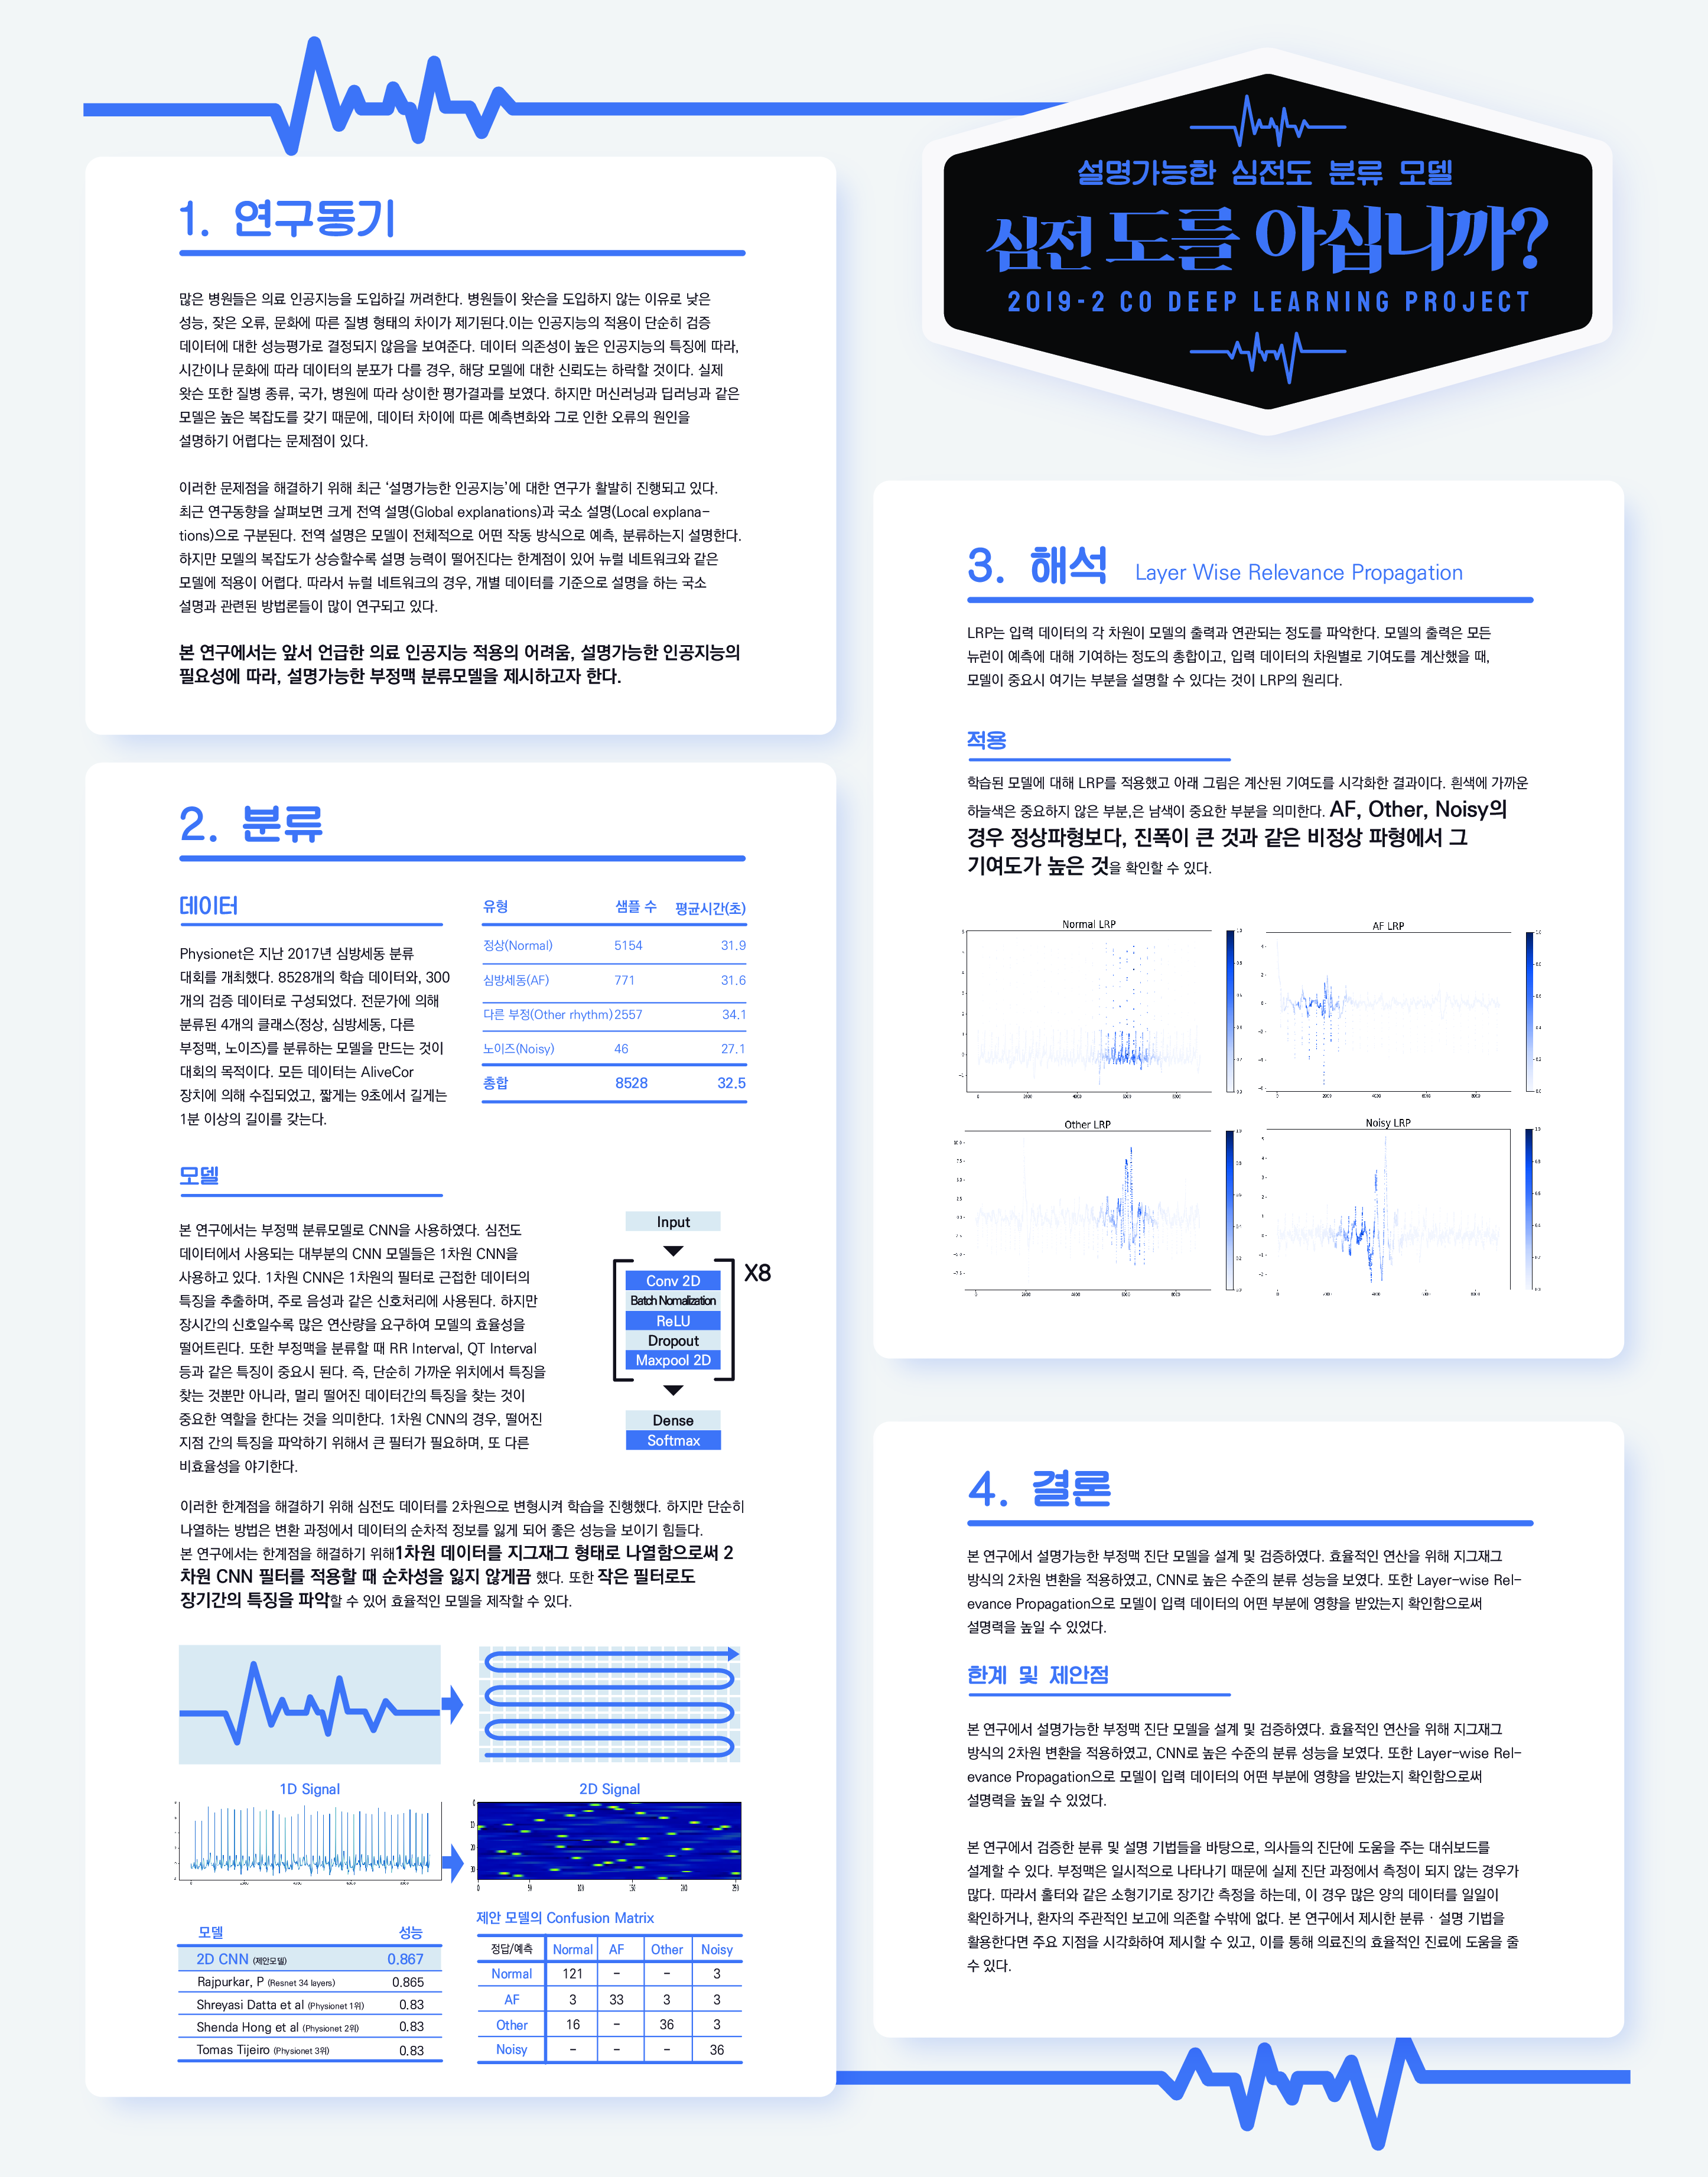 설명가능한 심전도 분류 모델
심전 도를 아십니까?
2019-2 CO DEEP LEARNING PROJECT
1. 연구동기
많은 병원들은 의료 인공지능을 도입하길 꺼려한다. 병원들이 왓슨을 도입하지 않는 이유로 낮은
성능, 잦은 오류, 문화에 따른 질병 형태의 차이가 제기된다.이는 인공지능의 적용이 단순히 검증
데이터에 대한 성능평가로 결정되지 않음을 보여준다. 데이터 의존성이 높은 인공지능의 특징에 따라,
시간이나 문화에 따라 데이터의 분포가 다를 경우, 해당 모델에 대한 신뢰도는 하락할 것이다. 실제
왓슨 또한 질병 종류, 국가, 병원에 따라 상이한 평가결과를 보였다. 하지만 머신러닝과 딥러닝과 같은
모델은 높은 복잡도를 갖기 때문에, 데이터 차이에 따른 예측변화와 그로 인한 오류의 원인을
설명하기 어렵다는 문제점이 있다.
이러한 문제점을 해결하기 위해 최근 ‘설명가능한 인공지능’에 대한 연구가 활발히 진행되고 있다.
최근 연구동향을 살펴보면 크게 전역 설명(Global explanations)과 국소 설명(Local explana-
tions)으로 구분된다. 전역 설명은 모델이 전체적으로 어떤 작동 방식으로 예측, 분류하는지 설명한다.
하지만 모델의 복잡도가 상승할수록 설명 능력이 떨어진다는 한계점이 있어 뉴럴 네트워크와 같은
모델에 적용이 어렵다. 따라서 뉴럴 네트워크의 경우, 개별 데이터를 기준으로 설명을 하는 국소
설명과 관련된 방법론들이 많이 연구되고 있다.
본 연구에서는 앞서 언급한 의료 인공지능 적용의 어려움, 설명가능한 인공지능의
필요성에 따라, 설명가능한 부정맥 분류모델을 제시하고자 한다.
2. 분류
데이터
Physionet은 지난 2017년 심방세동 분류
대회를 개최했다. 8528개의 학습 데이터와, 300
개의 검증 데이터로 구성되었다. 전문가에 의해
분류된 4개의 클래스(정상, 심방세동, 다른
부정맥, 노이즈)를 분류하는 모델을 만드는 것이
대회의 목적이다. 모든 데이터는 AliveCor
장치에 의해 수집되었고, 짧게는 9초에서 길게는
1분 이상의 길이를 갖는다.
유형 샘플 수 평균시간(초)
정상(Normal) 5154 31.9
심방세동(AF) 771 31.6
다른 부정(Other rhythm) 2557 34.1
노이즈(Noisy) 46 27.1
총합 8528 32.5
모델
본 연구에서는 부정맥 분류모델로 CNN을 사용하였다. 심전도
데이터에서 사용되는 대부분의 CNN 모델들은 1차원 CNN을
사용하고 있다. 1차원 CNN은 1차원의 필터로 근접한 데이터의
특징을 추출하며, 주로 음성과 같은 신호처리에 사용된다. 하지만
장시간의 신호일수록 많은 연산량을 요구하여 모델의 효율성을
떨어트린다. 또한 부정맥을 분류할 때 RR Interval, QT Interval
등과 같은 특징이 중요시 된다. 즉, 단순히 가까운 위치에서 특징을
찾는 것뿐만 아니라, 멀리 떨어진 데이터간의 특징을 찾는 것이
중요한 역할을 한다는 것을 의미한다. 1차원 CNN의 경우, 떨어진
지점 간의 특징을 파악하기 위해서 큰 필터가 필요하며, 또 다른
비효율성을 야기한다.
Input
Conv 2D
Batch Nomalization
ReLU
Dropout
Maxpool 2D
X8
Dense
Softmax
이러한 한계점을 해결하기 위해 심전도 데이터를 2차원으로 변형시켜 학습을 진행했다. 하지만 단순히
나열하는 방법은 변환 과정에서 데이터의 순차적 정보를 잃게 되어 좋은 성능을 보이기 힘들다.
본 연구에서는 한계점을 해결하기 위해1차원 데이터를 지그재그 형태로 나열함으로써 2
차원 CNN 필터를 적용할 때 순차성을 잃지 않게끔 했다. 또한 작은 필터로도
장기간의 특징을 파악할 수 있어 효율적인 모델을 제작할 수 있다.
1D Signal
2D Signal
모델 성능
2D CNN (제안모델) 0.867
Rajpurkar, P (Resnet 34 layers) 0.865
Shreyasi Datta et al (Physionet 1위) 0.83
Shenda Hong et al (Physionet 2위) 0.83
Tomas Tijeiro (Physionet 3위) 0.83
제안 모델의 Confusion Matrix
정답/예측 Normal AF Other Noisy
Normal 121 - - 3
AF 3 33 3 3
Other 16 - 36 3
Noisy - - - 36
3. 해석 Layer Wise Relevance Propagation
LRP는 입력 데이터의 각 차원이 모델의 출력과 연관되는 정도를 파악한다. 모델의 출력은 모든
뉴런이 예측에 대해 기여하는 정도의 총합이고, 입력 데이터의 차원별로 기여도를 계산했을 때,
모델이 중요시 여기는 부분을 설명할 수 있다는 것이 LRP의 원리다.
적용
학습된 모델에 대해 LRP를 적용했고 아래 그림은 계산된 기여도를 시각화한 결과이다. 흰색에 가까운
하늘색은 중요하지 않은 부분,은 남색이 중요한 부분을 의미한다. AF, Other, Noisy의
경우 정상파형보다, 진폭이 큰 것과 같은 비정상 파형에서 그
기여도가 높은 것을 확인할 수 있다.
Normal LRP
AF LRP
Other LRP
Noisy LRP
4. 결론
본 연구에서 설명가능한 부정맥 진단 모델을 설계 및 검증하였다. 효율적인 연산을 위해 지그재그
방식의 2차원 변환을 적용하였고, CNN로 높은 수준의 분류 성능을 보였다. 또한 Layer-wise Rel-
evance Propagation으로 모델이 입력 데이터의 어떤 부분에 영향을 받았는지 확인함으로써
설명력을 높일 수 있었다.
한계 및 제안점
본 연구에서 설명가능한 부정맥 진단 모델을 설계 및 검증하였다. 효율적인 연산을 위해 지그재그
방식의 2차원 변환을 적용하였고, CNN로 높은 수준의 분류 성능을 보였다. 또한 Layer-wise Rel-
evance Propagation으로 모델이 입력 데이터의 어떤 부분에 영향을 받았는지 확인함으로써
설명력을 높일 수 있었다.
본 연구에서 검증한 분류 및 설명 기법들을 바탕으로, 의사들의 진단에 도움을 주는 대쉬보드를
설계할 수 있다. 부정맥은 일시적으로 나타나기 때문에 실제 진단 과정에서 측정이 되지 않는 경우가
많다. 따라서 홀터와 같은 소형기기로 장기간 측정을 하는데, 이 경우 많은 양의 데이터를 일일이
확인하거나, 환자의 주관적인 보고에 의존할 수밖에 없다. 본 연구에서 제시한 분류 · 설명 기법을
활용한다면 주요 지점을 시각화하여 제시할 수 있고, 이를 통해 의료진의 효율적인 진료에 도움을 줄
수 있다.